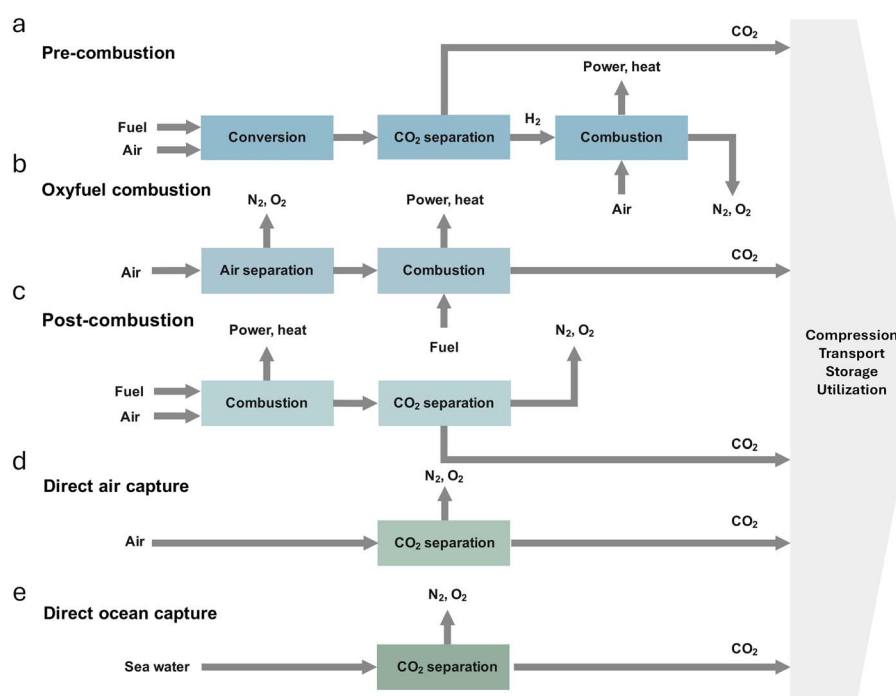 a
Pre-combustion
CO₂
Power, heat
Fuel
Air
Conversion
CO₂ separation
H₂
Combustion
Air
N₂, O₂
b
Oxyfuel combustion
N₂, O₂
Power, heat
Air
Air separation
Combustion
CO₂
Fuel
c
Post-combustion
Power, heat
N₂, O₂
Fuel
Air
Combustion
CO₂ separation
CO₂
d
Direct air capture
N₂, O₂
Air
CO₂ separation
CO₂
e
Direct ocean capture
N₂, O₂
Sea water
CO₂ separation
CO₂
Compression
Transport
Storage
Utilization